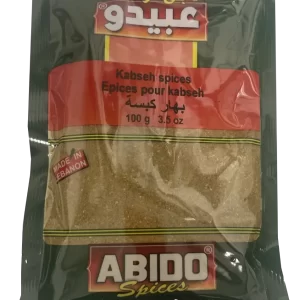 عبيدو
Kabseh spices
Epices pour kabseh
بهار كبسة
100 g 3.5 oz
MADE IN
LEBANON
ABIDO
Spices